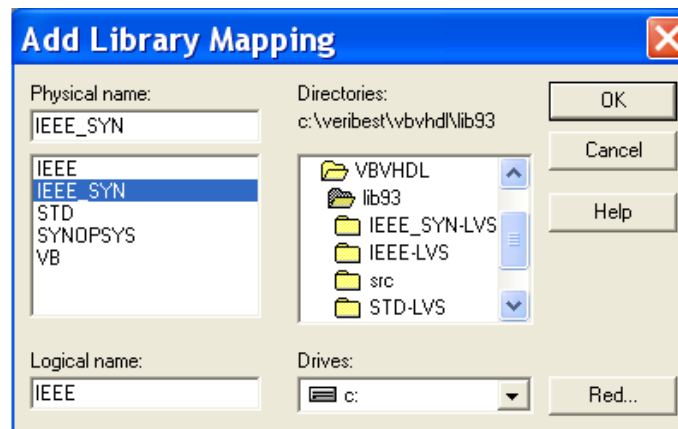 Add Library Mapping
Physical name:
IEEE_SYN
IEEE
IEEE_SYN
STD
SYNOPSYS
VB
Logical name:
IEEE
Directories:
c:\veribest\vbvhdl\lib93
VBVHDL
lib93
IEEE_SYN-LVS
IEEE-LVS
src
STD-LVS
Drives:
c:
OK
Cancel
Help
Red...